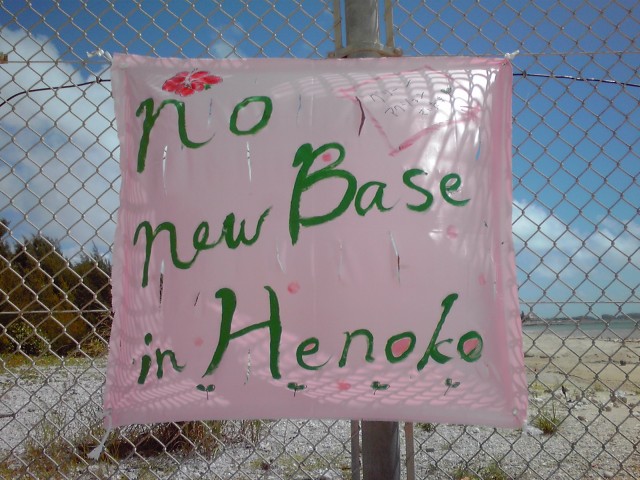 no
new Base
in Henoko